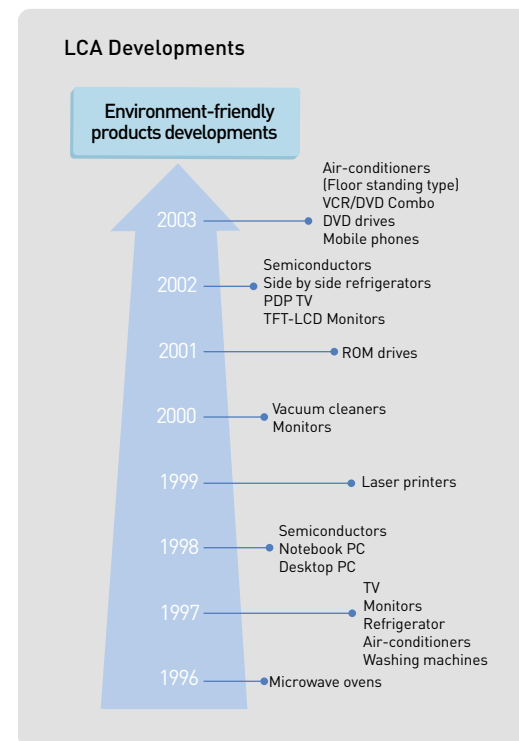 LCA Developments
Environment-friendly
products developments
2003
Air-conditioners
(Floor standing type)
VCR/DVD Combo
DVD drives
Mobile phones
2002
Semiconductors
Side by side refrigerators
PDP TV
TFT-LCD Monitors
2001
ROM drives
2000
Vacuum cleaners
Monitors
1999
Laser printers
1998
Semiconductors
Notebook PC
Desktop PC
1997
TV
Monitors
Refrigerator
Air-conditioners
Washing machines
1996
Microwave ovens